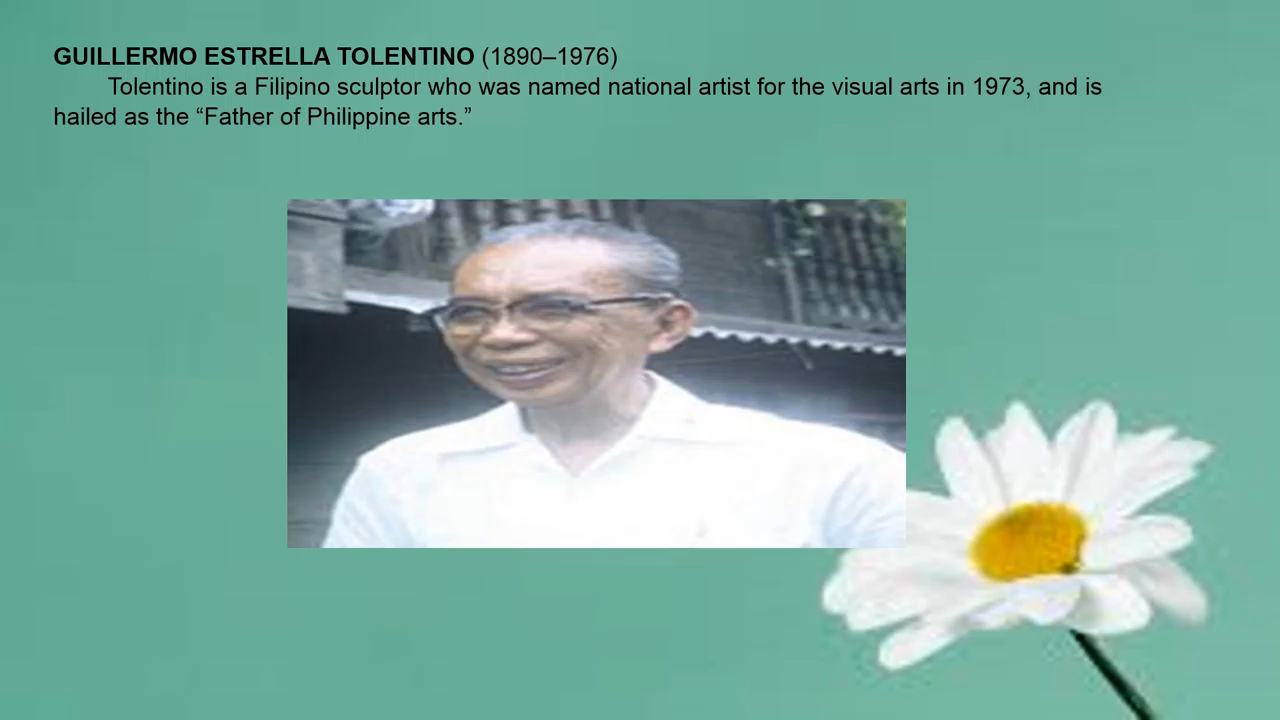 GUILLERMO ESTRELLA TOLENTINO (1890–1976)
Tolentino is a Filipino sculptor who was named national artist for the visual arts in 1973, and is
hailed as the “Father of Philippine arts.”